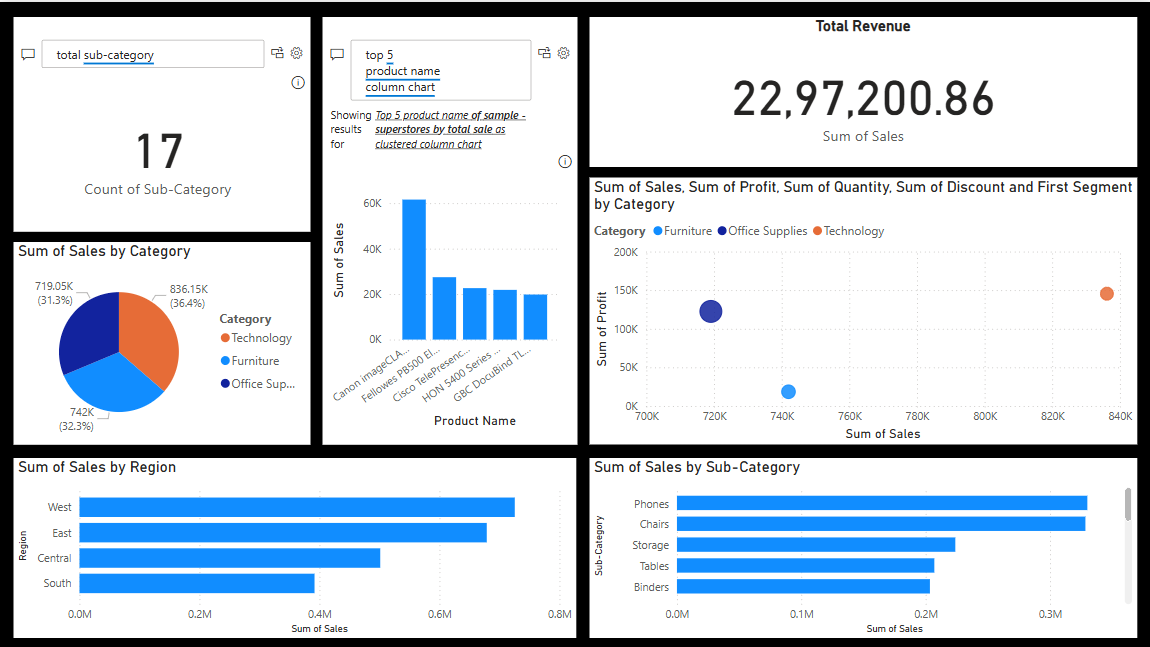 total sub-category
17
Count of Sub-Category
top 5
product name
column chart
Showing results for
Top 5 product name of sample - superstores by total sale as clustered column chart
60K
40K
20K
0K
Sum of Sales
Canon imageCLA...
Fellowes PB500 El...
Cisco TelePresenc...
HON 5400 Series ...
GBC DocuBind TL...
Product Name
Total Revenue
22,97,200.86
Sum of Sales
Sum of Sales by Category
719.05K
(31.3%)
836.15K
(36.4%)
742K
(32.3%)
Category
Technology
Furniture
Office Sup...
Sum of Sales, Sum of Profit, Sum of Quantity, Sum of Discount and First Segment
by Category
Category Furniture Office Supplies Technology
200K
150K
100K
50K
0K
Sum of Profit
700K 720K 740K 760K 780K 800K 820K 840K
Sum of Sales
Sum of Sales by Region
Region
West
East
Central
South
0.0M 0.2M 0.4M 0.6M 0.8M
Sum of Sales
Sum of Sales by Sub-Category
Sub-Category
Phones
Chairs
Storage
Tables
Binders
0.0M 0.1M 0.2M 0.3M
Sum of Sales